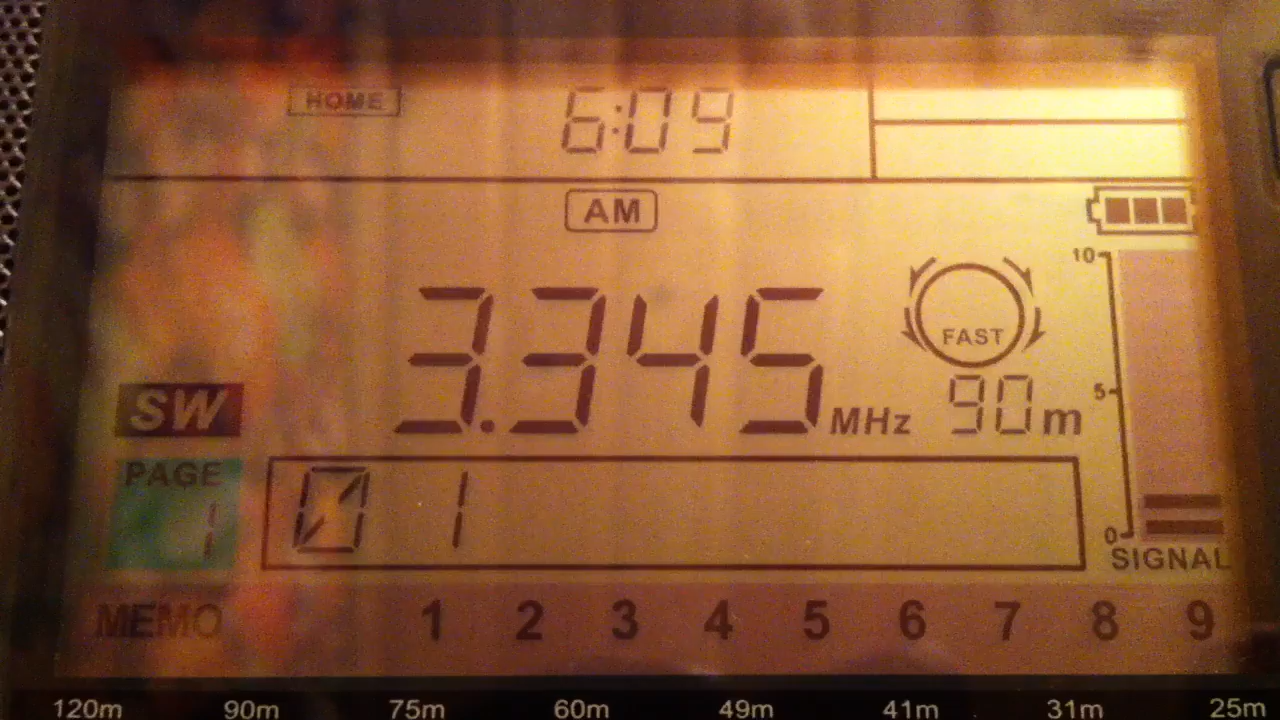 HOME 6:09
AM
10
3.345 MHz FAST 90m
5
SW
PAGE 1
01
0
SIGNAL
MEMO 1 2 3 4 5 6 7 8 9
120m 90m 75m 60m 49m 41m 31m 25m